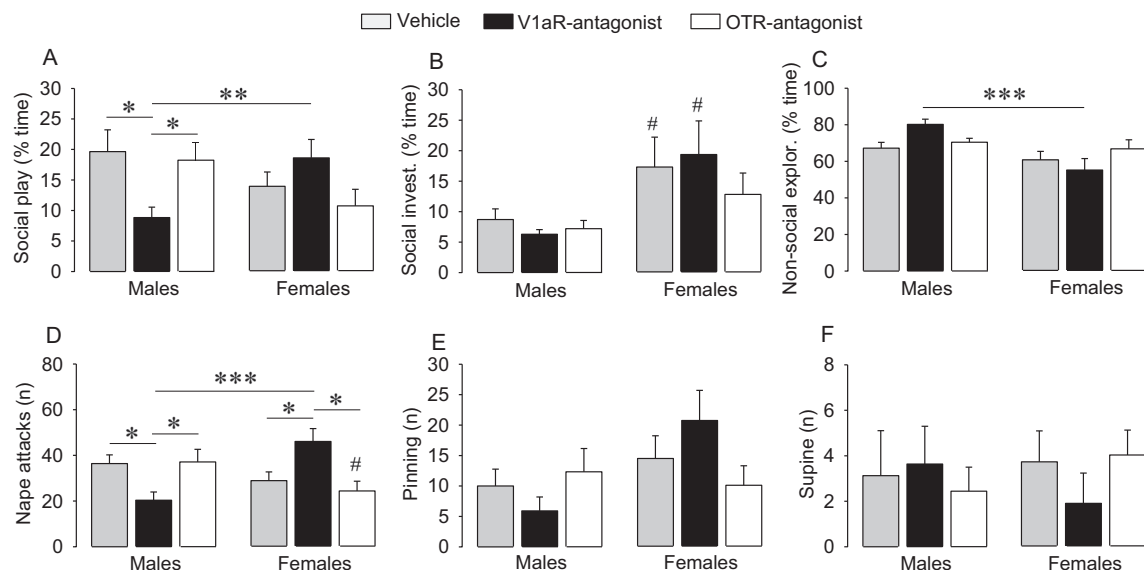 Vehicle V1aR-antagonist OTR-antagonist
A
Social play (% time)
30
25
20
15
10
5
0
* * **
Males Females
B
Social invest. (% time)
30
25
20
15
10
5
0
# #
Males Females
C
Non-social explor. (% time)
100
80
60
40
20
0
***
Males Females
D
Nape attacks (n)
80
60
40
20
0
***
* * * *
#
Males Females
E
Pinning (n)
30
25
20
15
10
5
0
Males Females
F
Supine (n)
8
6
4
2
0
Males Females